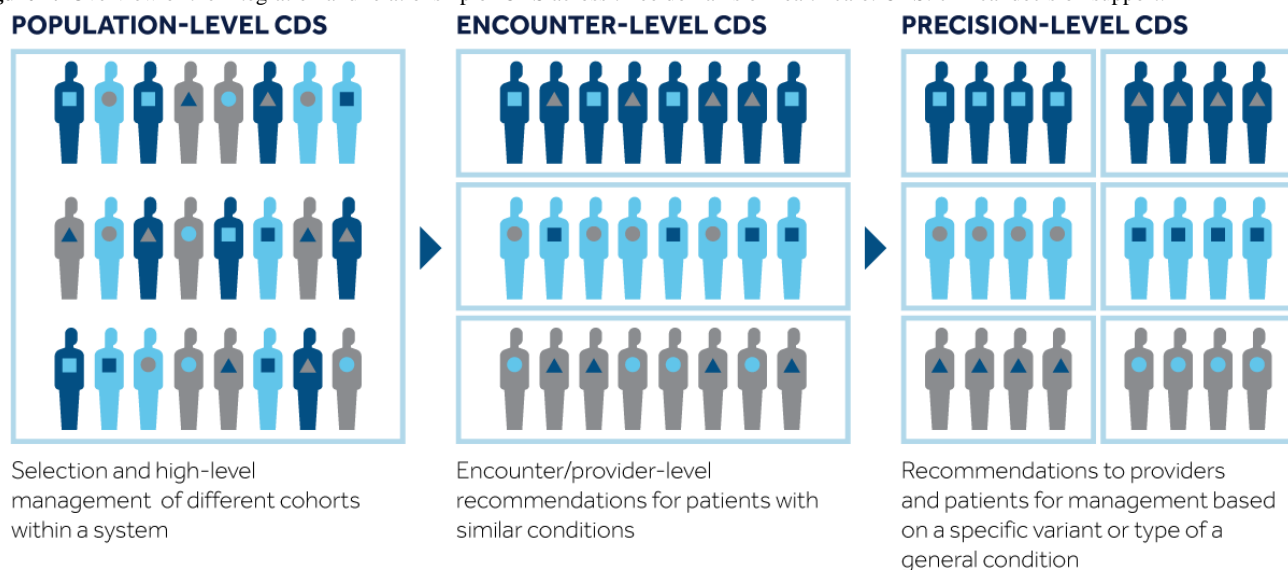 POPULATION-LEVEL CDS
Selection and high-level
management of different cohorts
within a system
ENCOUNTER-LEVEL CDS
Encounter/provider-level
recommendations for patients with
similar conditions
PRECISION-LEVEL CDS
Recommendations to providers
and patients for management based
on a specific variant or type of a
general condition